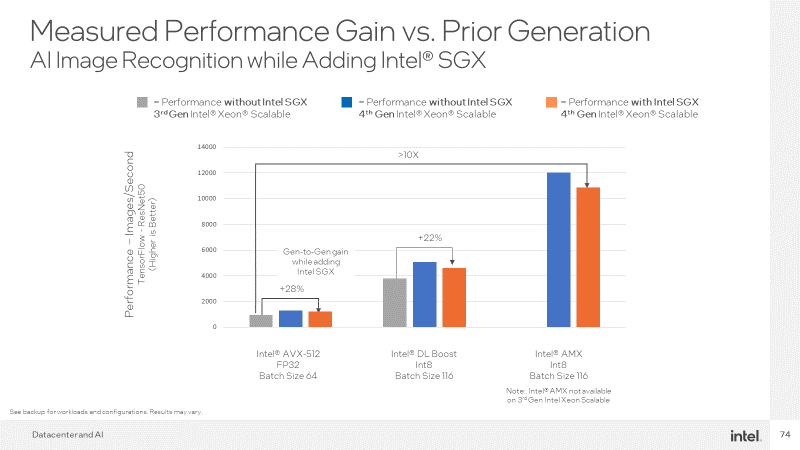 Measured Performance Gain vs. Prior Generation
AI Image Recognition while Adding Intel® SGX
– Performance without Intel SGX
3rd Gen Intel® Xeon® Scalable
– Performance without Intel SGX
4th Gen Intel® Xeon® Scalable
– Performance with Intel SGX
4th Gen Intel® Xeon® Scalable
Performance – Images/Second
TensorFlow - ResNet50
(Higher is Better)
14000
12000
10000
8000
6000
4000
2000
0
>10X
+22%
Gen-to-Gen gain
while adding
Intel SGX
+28%
Intel® AVX-512
FP32
Batch Size 64
Intel® DL Boost
Int8
Batch Size 116
Intel® AMX
Int8
Batch Size 116
Note: Intel® AMX not available
on 3rd Gen Intel Xeon Scalable
See backup for workloads and configurations. Results may vary.
Datacenter and AI
intel.
74